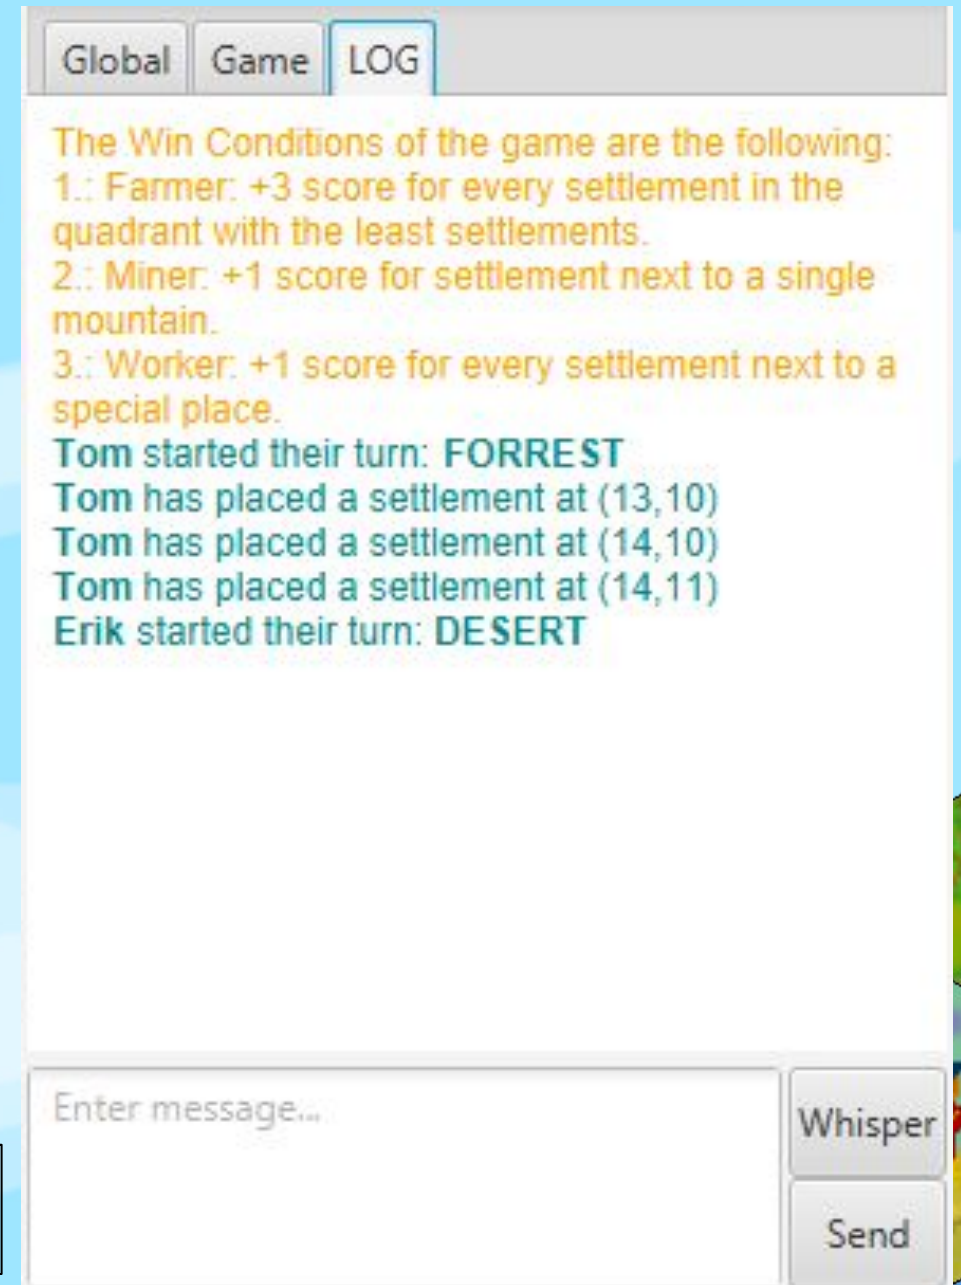 Global Game LOG
The Win Conditions of the game are the following:
1.: Farmer: +3 score for every settlement in the
quadrant with the least settlements.
2.: Miner: +1 score for settlement next to a single
mountain.
3.: Worker: +1 score for every settlement next to a
special place.
Tom started their turn: FORREST
Tom has placed a settlement at (13,10)
Tom has placed a settlement at (14,10)
Tom has placed a settlement at (14,11)
Erik started their turn: DESERT
Enter message...
Whisper
Send